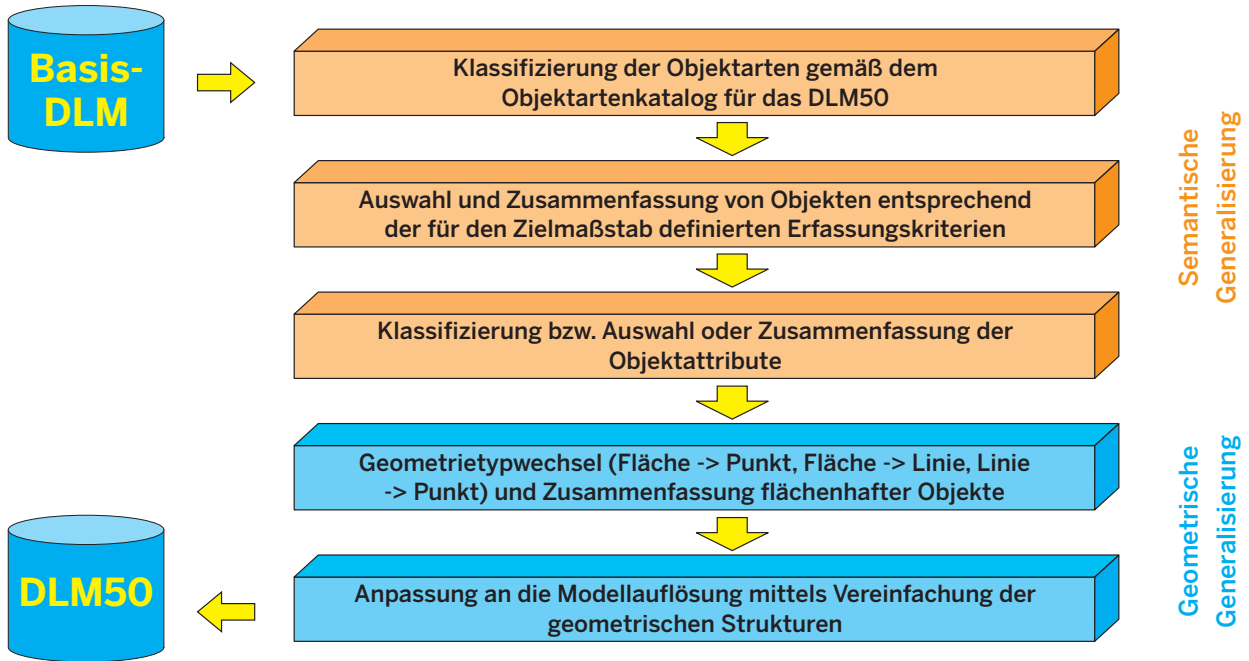 Basis-
DLM
Klassifizierung der Objektarten gemäß dem
Objektartenkatalog für das DLM50
Auswahl und Zusammenfassung von Objekten entsprechend
der für den Zielmaßstab definierten Erfassungskriterien
Klassifizierung bzw. Auswahl oder Zusammenfassung der
Objektattribute
Semantische
Generalisierung
Geometrietypwechsel (Fläche -> Punkt, Fläche -> Linie, Linie
-> Punkt) und Zusammenfassung flächenhafter Objekte
Anpassung an die Modellauflösung mittels Vereinfachung der
geometrischen Strukturen
Geometrische
Generalisierung
DLM50